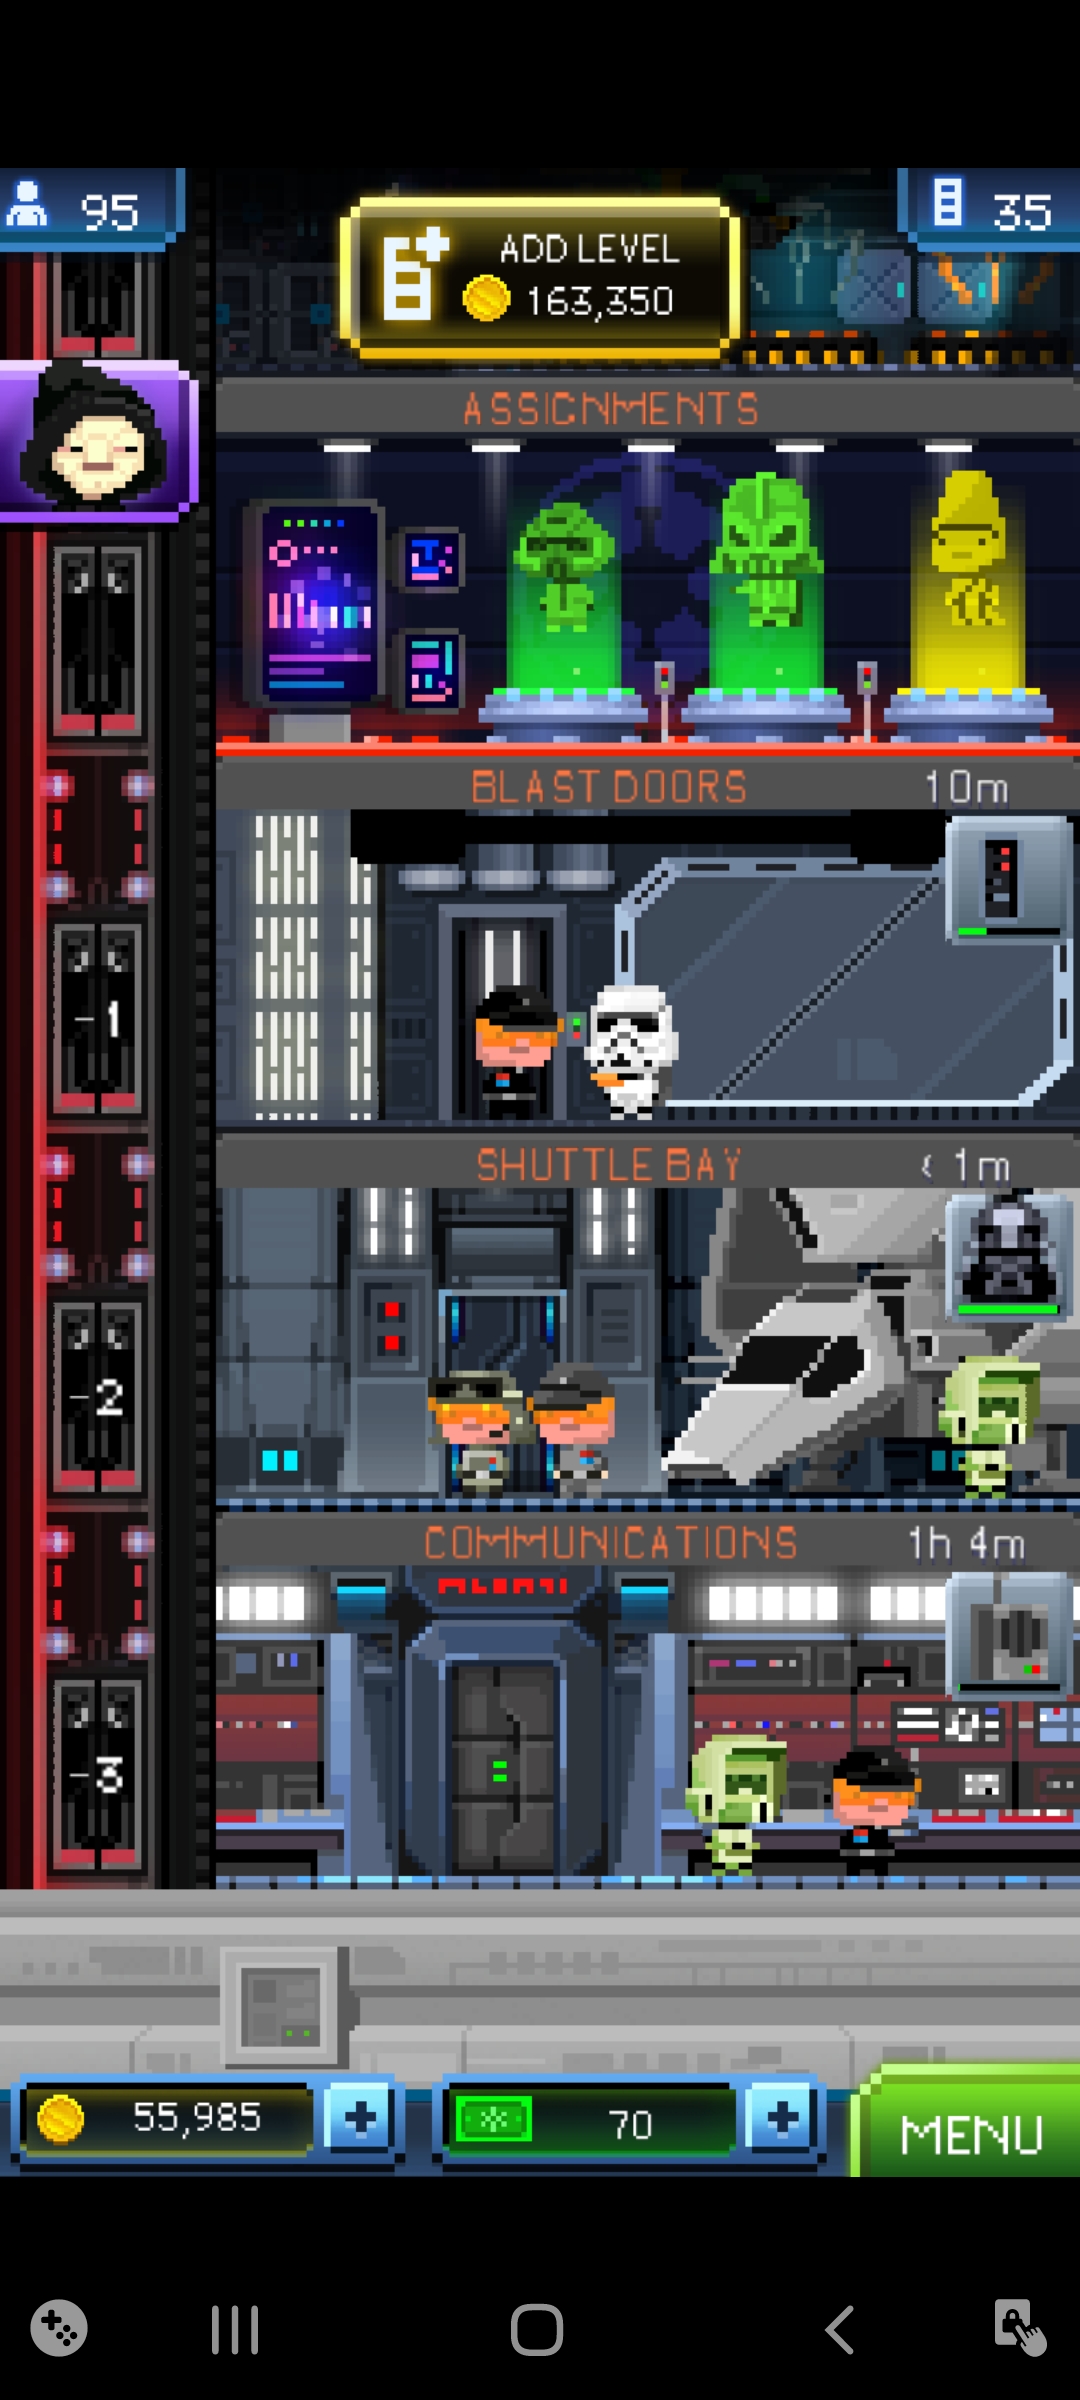 95
ADD LEVEL
163,350
35
ASSIGNMENTS
BLAST DOORS
10m
-1
SHUTTLE BAY
< 1m
-2
COMMUNICATIONS
1h 4m
-3
55,985
70
MENU